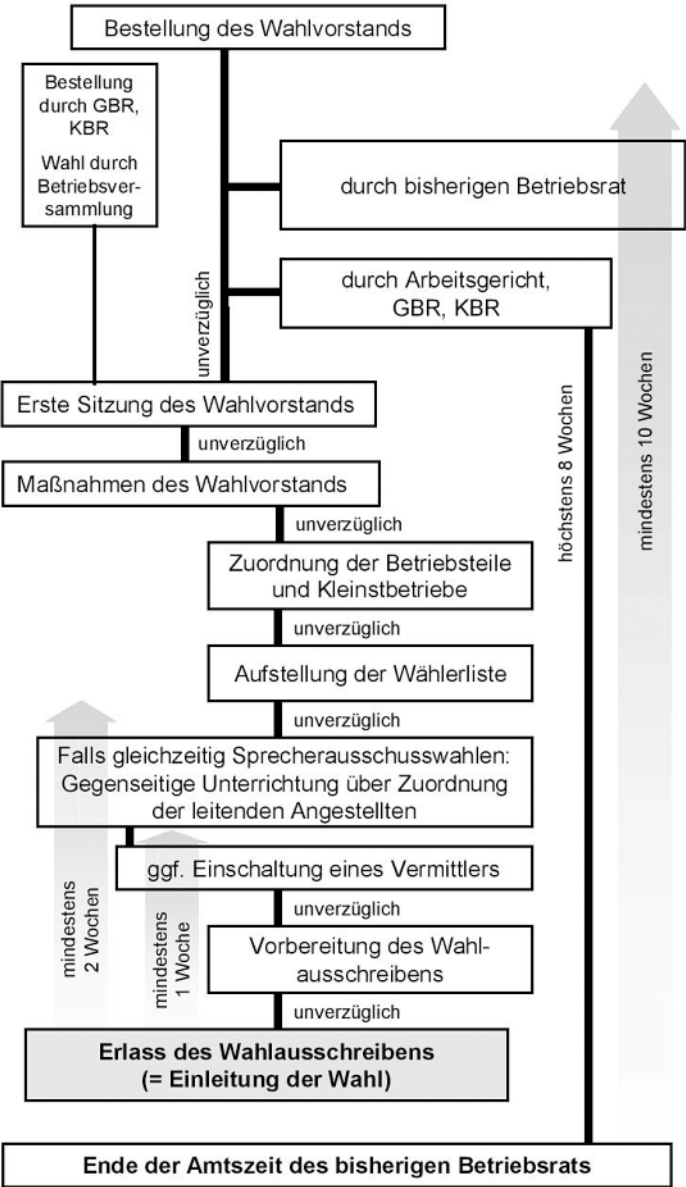 Bestellung des Wahlvorstands
Bestellung
durch GBR,
KBR
Wahl durch
Betriebsver-
sammlung
durch bisherigen Betriebsrat
durch Arbeitsgericht,
GBR, KBR
unverzüglich
höchstens 8 Wochen
mindestens 10 Wochen
Erste Sitzung des Wahlvorstands
unverzüglich
Maßnahmen des Wahlvorstands
unverzüglich
Zuordnung der Betriebsteile
und Kleinstbetriebe
unverzüglich
Aufstellung der Wählerliste
unverzüglich
Falls gleichzeitig Sprecherausschusswahlen:
Gegenseitige Unterrichtung über Zuordnung
der leitenden Angestellten
ggf. Einschaltung eines Vermittlers
mindestens
2 Wochen
mindestens
1 Woche
unverzüglich
Vorbereitung des Wahl-
ausschreibens
unverzüglich
Erlass des Wahlausschreibens
(= Einleitung der Wahl)
Ende der Amtszeit des bisherigen Betriebsrats